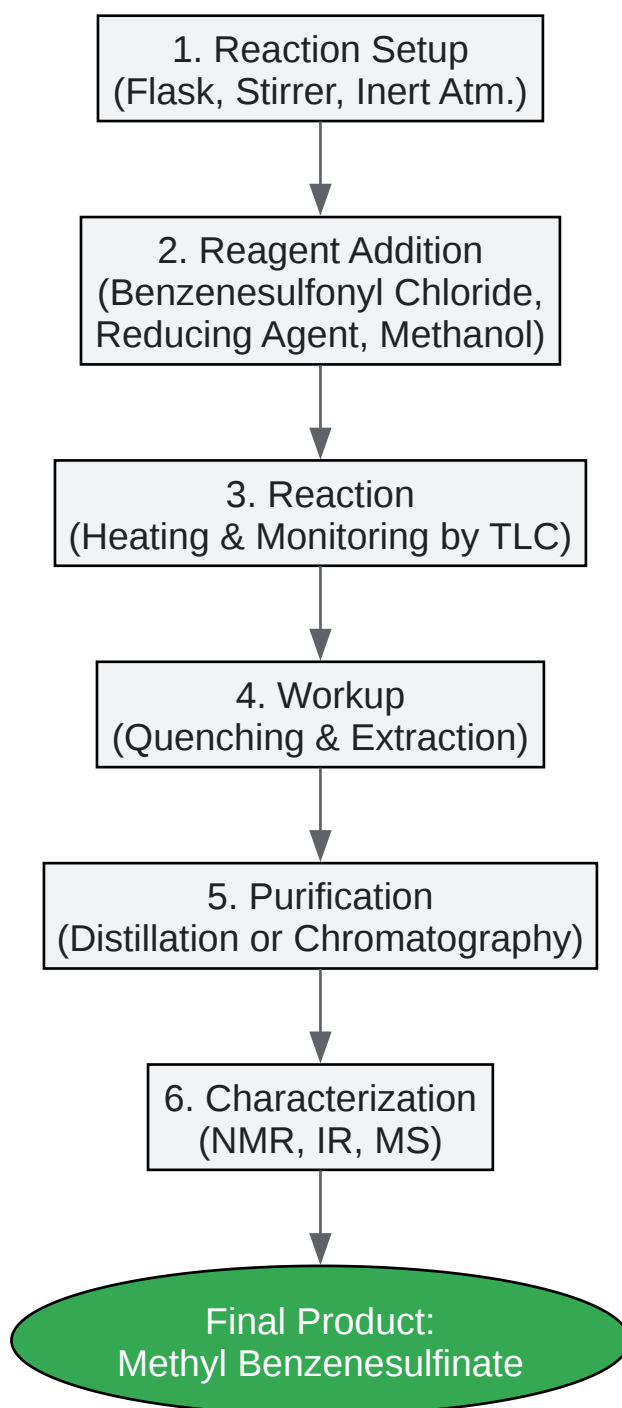 1. Reaction Setup
(Flask, Stirrer, Inert Atm.)
2. Reagent Addition
(Benzenesulfonyl Chloride,
Reducing Agent, Methanol)
3. Reaction
(Heating & Monitoring by TLC)
4. Workup
(Quenching & Extraction)
5. Purification
(Distillation or Chromatography)
6. Characterization
(NMR, IR, MS)
Final Product:
Methyl Benzenesulfinate